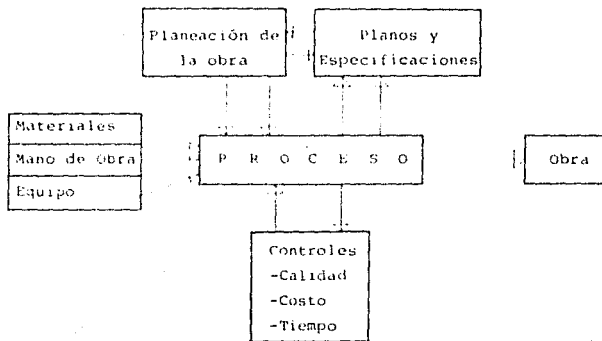 Planeación de
la obra
Planos y
Especificaciones
Materiales
Mano de Obra
Equipo
P R O C E S O
Obra
Controles
-Calidad
-Costo
-Tiempo